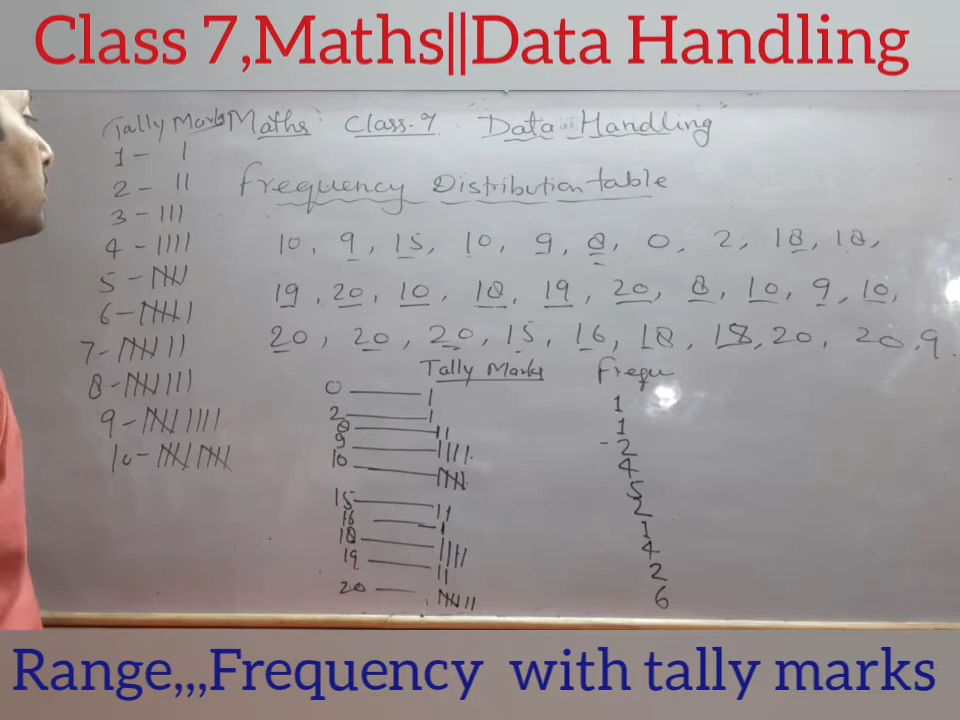 Class 7,Maths||Data Handling
Tally Marks Maths Class-7 Data Handling
1 - |
2 - ||
Frequency Distribution table
3 - |||
4 - ||||
10, 9, 15, 10, 9, 8, 0, 2, 18, 18,
5 - 𝍸
19, 20, 10, 18, 19, 20, 8, 10, 9, 10,
6 - 𝍸 |
20, 20, 20, 15, 16, 18, 18, 20, 20, 9.
7 - 𝍸 ||
Tally Marks Frequ
8 - 𝍸 |||
0 | 1
2 | 1
9 - 𝍸 ||||
8 || 2
9 |||| 4
10 - 𝍸 𝍸
10 𝍸 5
15 || 2
16 | 1
18 |||| 4
19 || 2
20 𝍸 || 6
Range,,,Frequency with tally marks